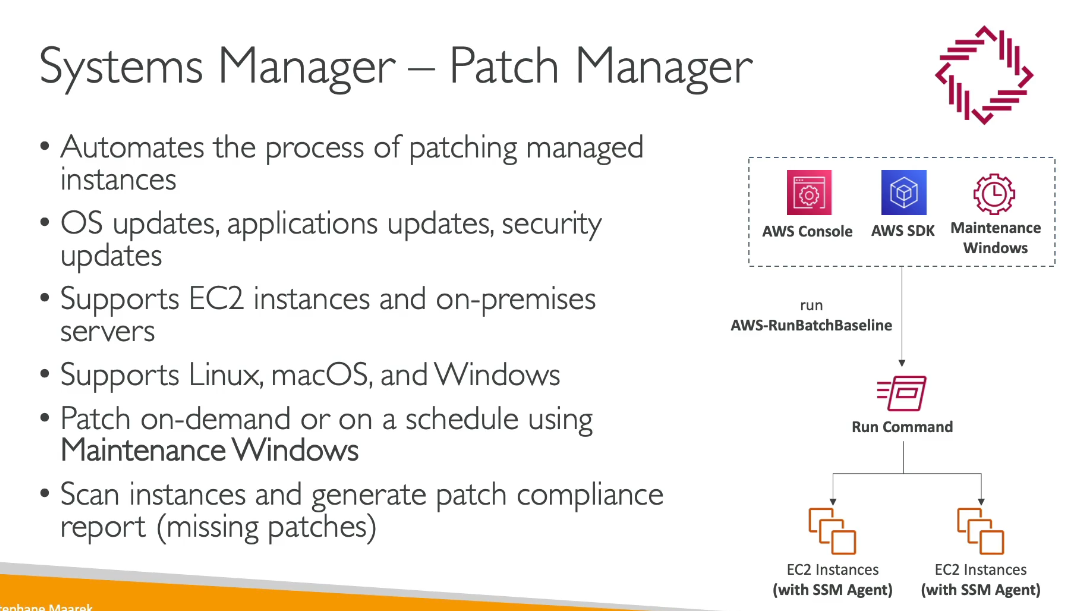 Systems Manager – Patch Manager
• Automates the process of patching managed
instances
• OS updates, applications updates, security
updates
• Supports EC2 instances and on-premises
servers
• Supports Linux, macOS, and Windows
• Patch on-demand or on a schedule using
Maintenance Windows
• Scan instances and generate patch compliance
report (missing patches)
AWS Console
AWS SDK
Maintenance
Windows
run
AWS-RunBatchBaseline
Run Command
EC2 Instances
(with SSM Agent)
EC2 Instances
(with SSM Agent)
Maarek